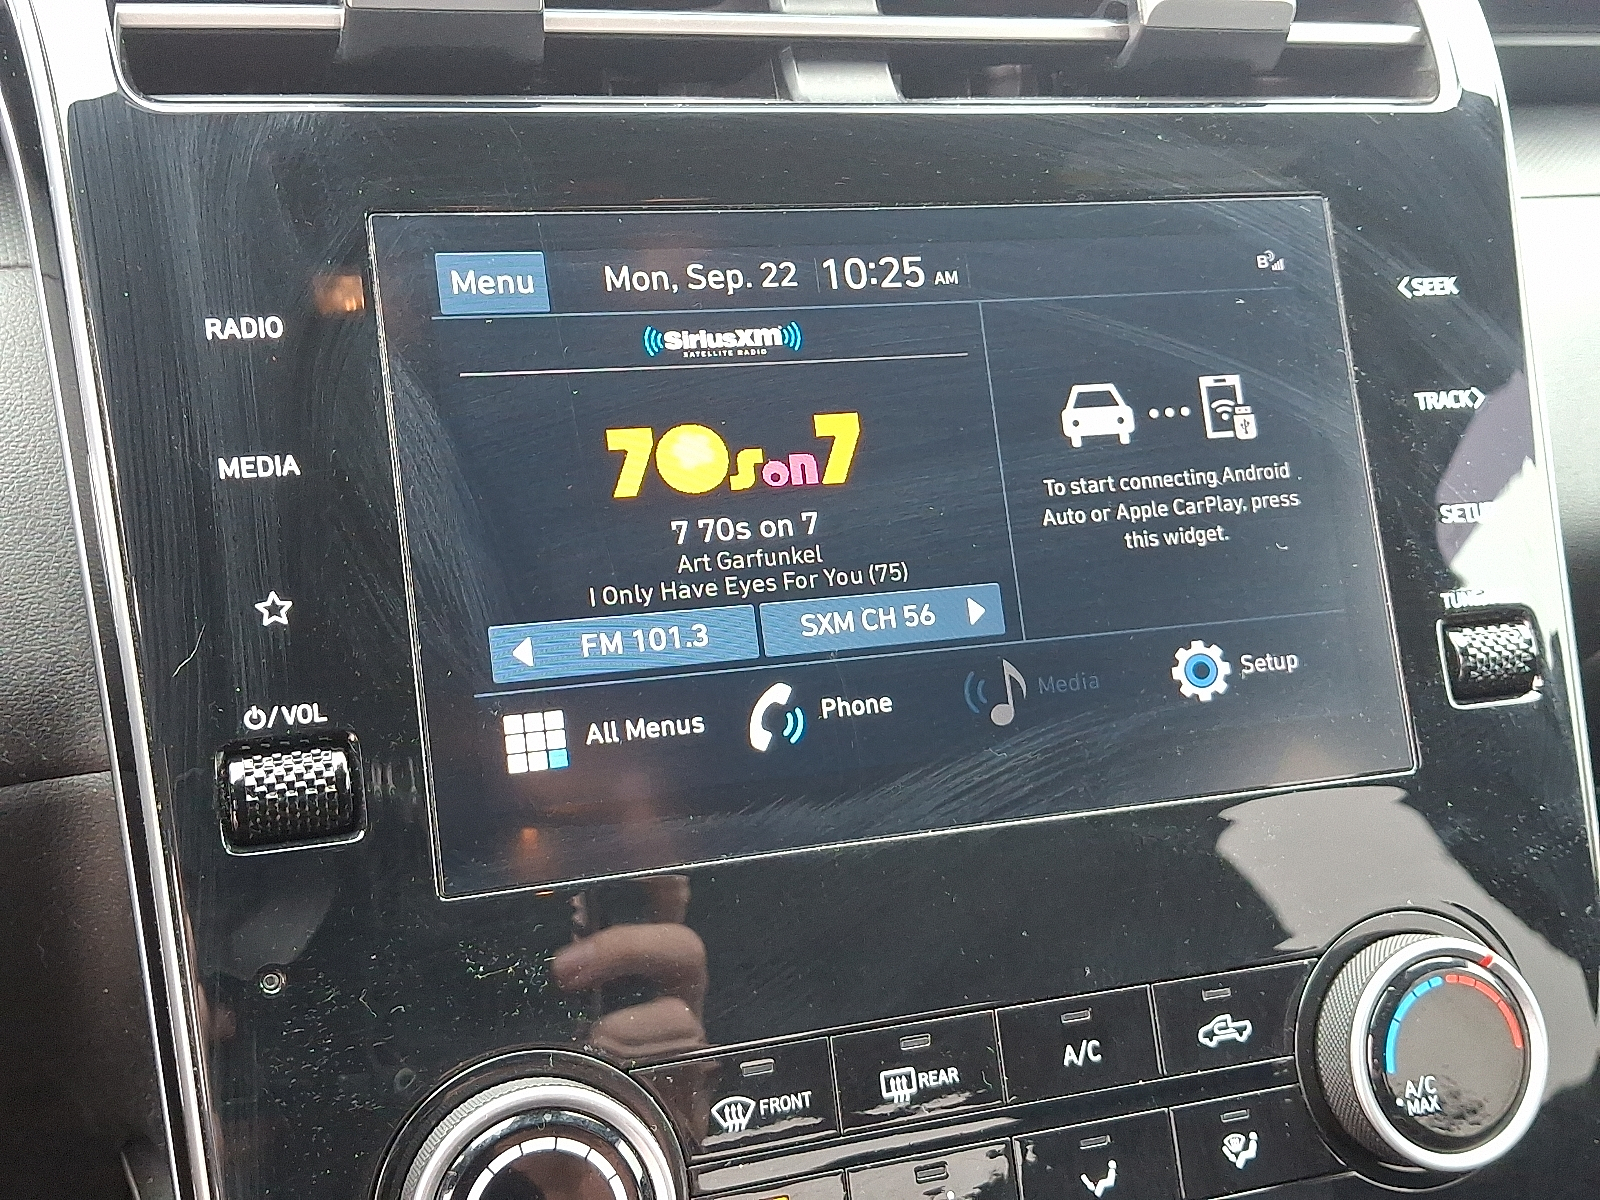 Menu
Mon, Sep. 22
10:25 AM
B
SiriusXM
SATELLITE RADIO
70s on 7
7 70s on 7
Art Garfunkel
I Only Have Eyes For You (75)
FM 101.3
SXM CH 56
To start connecting Android
Auto or Apple CarPlay, press
this widget.
All Menus
Phone
Media
Setup
RADIO
MEDIA
/VOL
<SEEK
TRACK>
SETU
TUN
FRONT
REAR
A/C
A/C
MAX